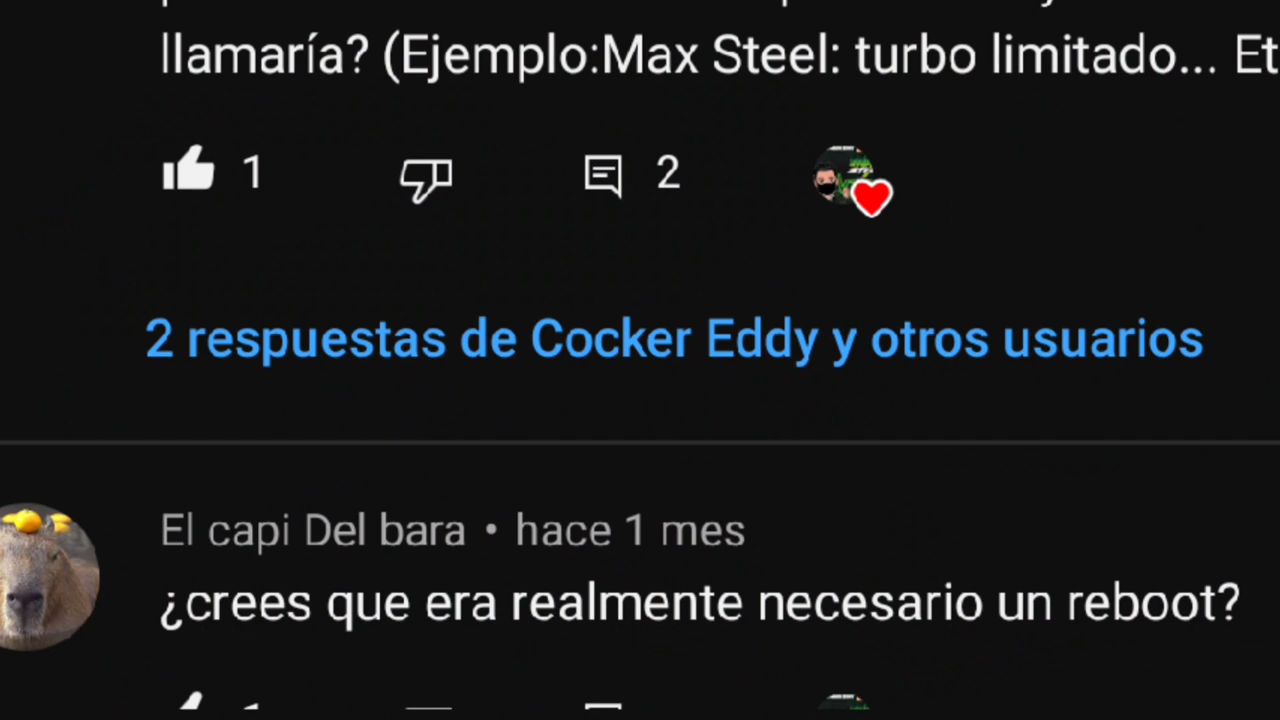 llamaría? (Ejemplo:Max Steel: turbo limitado... Et
1 2
2 respuestas de Cocker Eddy y otros usuarios
El capi Del bara • hace 1 mes
¿crees que era realmente necesario un reboot?